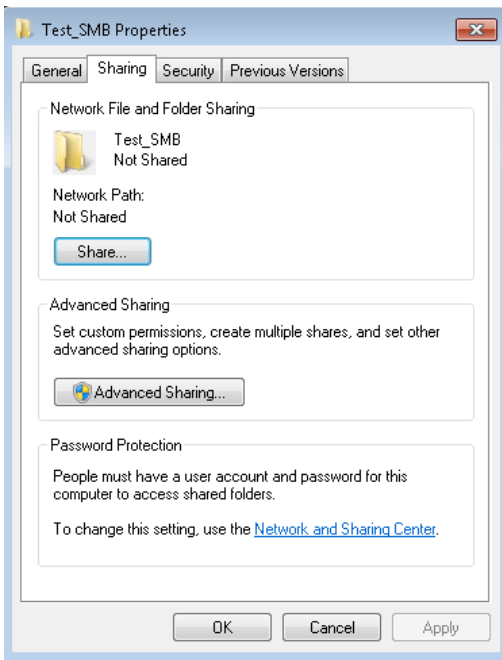 Test_SMB Properties
General Sharing Security Previous Versions
Network File and Folder Sharing
Test_SMB
Not Shared
Network Path:
Not Shared
Share...
Advanced Sharing
Set custom permissions, create multiple shares, and set other
advanced sharing options.
Advanced Sharing...
Password Protection
People must have a user account and password for this
computer to access shared folders.
To change this setting, use the Network and Sharing Center.
OK Cancel Apply